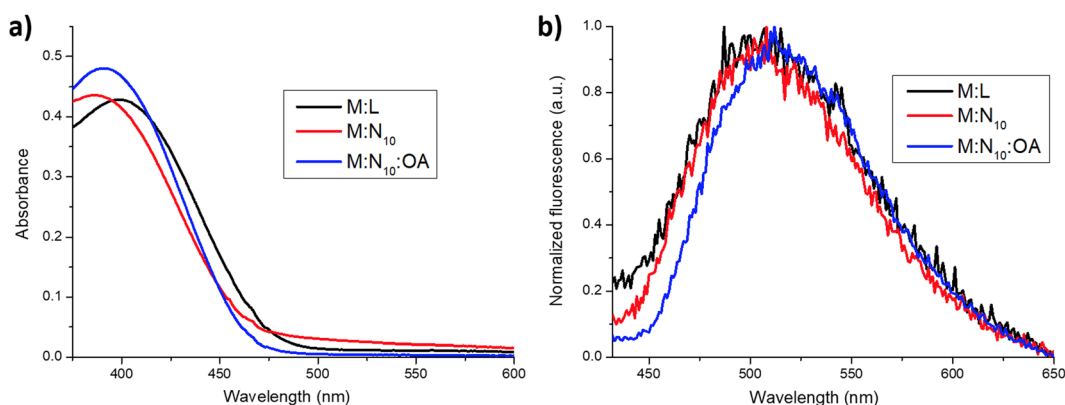 a)
Absorbance
0.5
0.4
0.3
0.2
0.1
0.0
M:L
M:N₁₀
M:N₁₀:OA
400 450 500 550 600
Wavelength (nm)
b)
Normalized fluorescence (a.u.)
1.0
0.8
0.6
0.4
0.2
0.0
M:L
M:N₁₀
M:N₁₀:OA
450 500 550 600 650
Wavelength (nm)